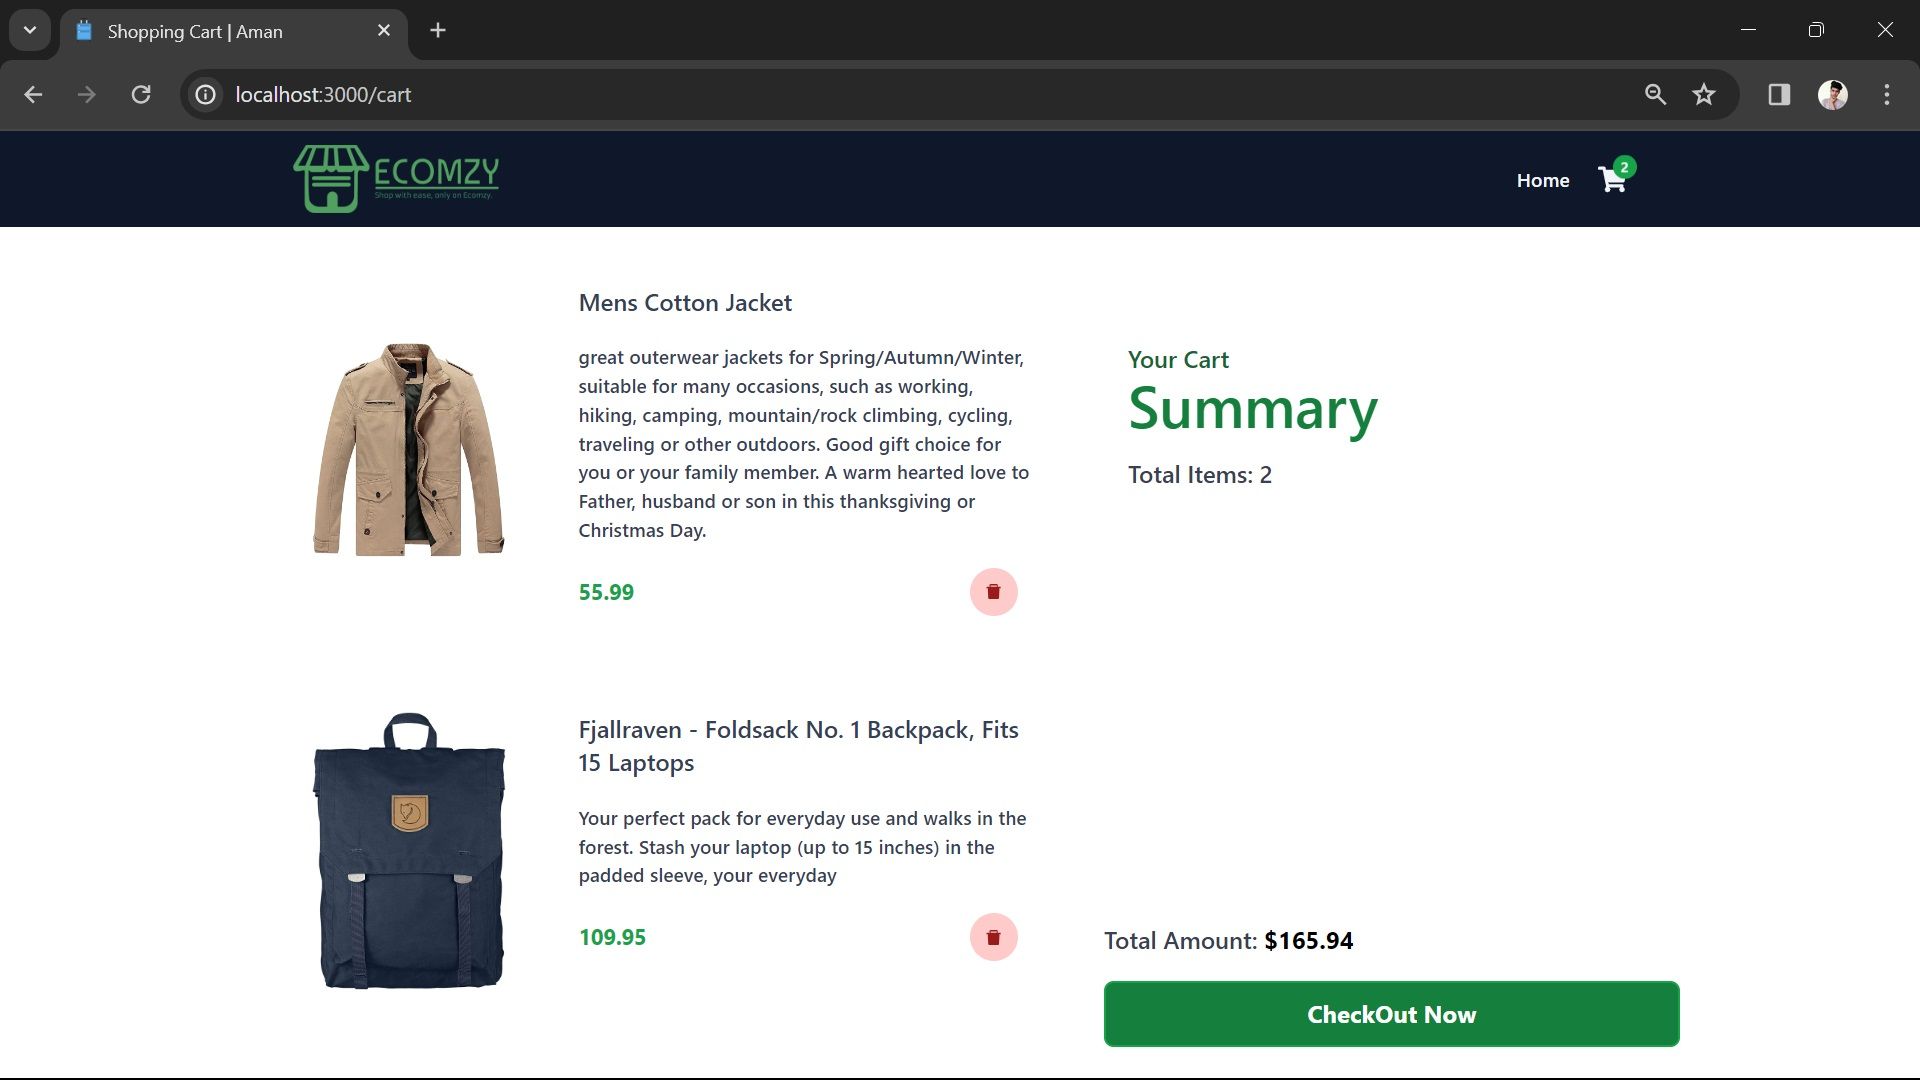 Shopping Cart | Aman
localhost:3000/cart
ECOMZY
Shop with ease, only on Ecomzy.
Home
2
Mens Cotton Jacket
great outerwear jackets for Spring/Autumn/Winter,
suitable for many occasions, such as working,
hiking, camping, mountain/rock climbing, cycling,
traveling or other outdoors. Good gift choice for
you or your family member. A warm hearted love to
Father, husband or son in this thanksgiving or
Christmas Day.
55.99
Fjallraven - Foldsack No. 1 Backpack, Fits
15 Laptops
Your perfect pack for everyday use and walks in the
forest. Stash your laptop (up to 15 inches) in the
padded sleeve, your everyday
109.95
Your Cart
Summary
Total Items: 2
Total Amount: $165.94
CheckOut Now